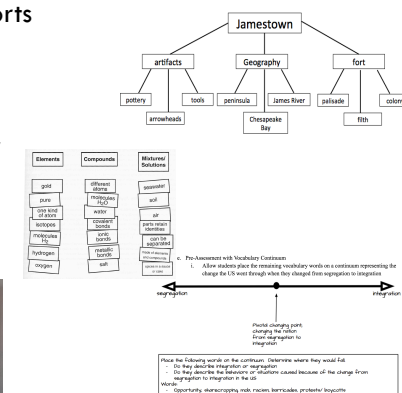 orts
Jamestown
artifacts
Geography
fort
pottery
tools
peninsula
James River
palisade
colon
arrowheads
Chesapeake
Bay
filth
Elements
Compounds
Mixtures/
Solutions
gold
pure
one kind
of atom
isotopes
molecules
H2
hydrogen
oxygen
different
atoms
molecules
H2O
water
covalent
bonds
ionic
bonds
metallic
bonds
salt
seawater
soil
air
parts retain
identities
can be
separated
made of elements
and compounds
e. Pre-Assessment with Vocabulary Continuum
i. Allow students place the remaining vocabulary words on a continuum representing the
change the US went through when they changed from segregation to integration
segregation
integration
Pivotal changing point,
changing the nation
from segregation to
integration
Place the following words on the continuum. Determine where they would fall.
- Do they describe integration or segregation
- Do they describe the behaviors or situations caused because of the change from
segregation to integration in the US
Words:
- Opportunity, sharecropping, mob, racism, barricades, protests/ boycotts